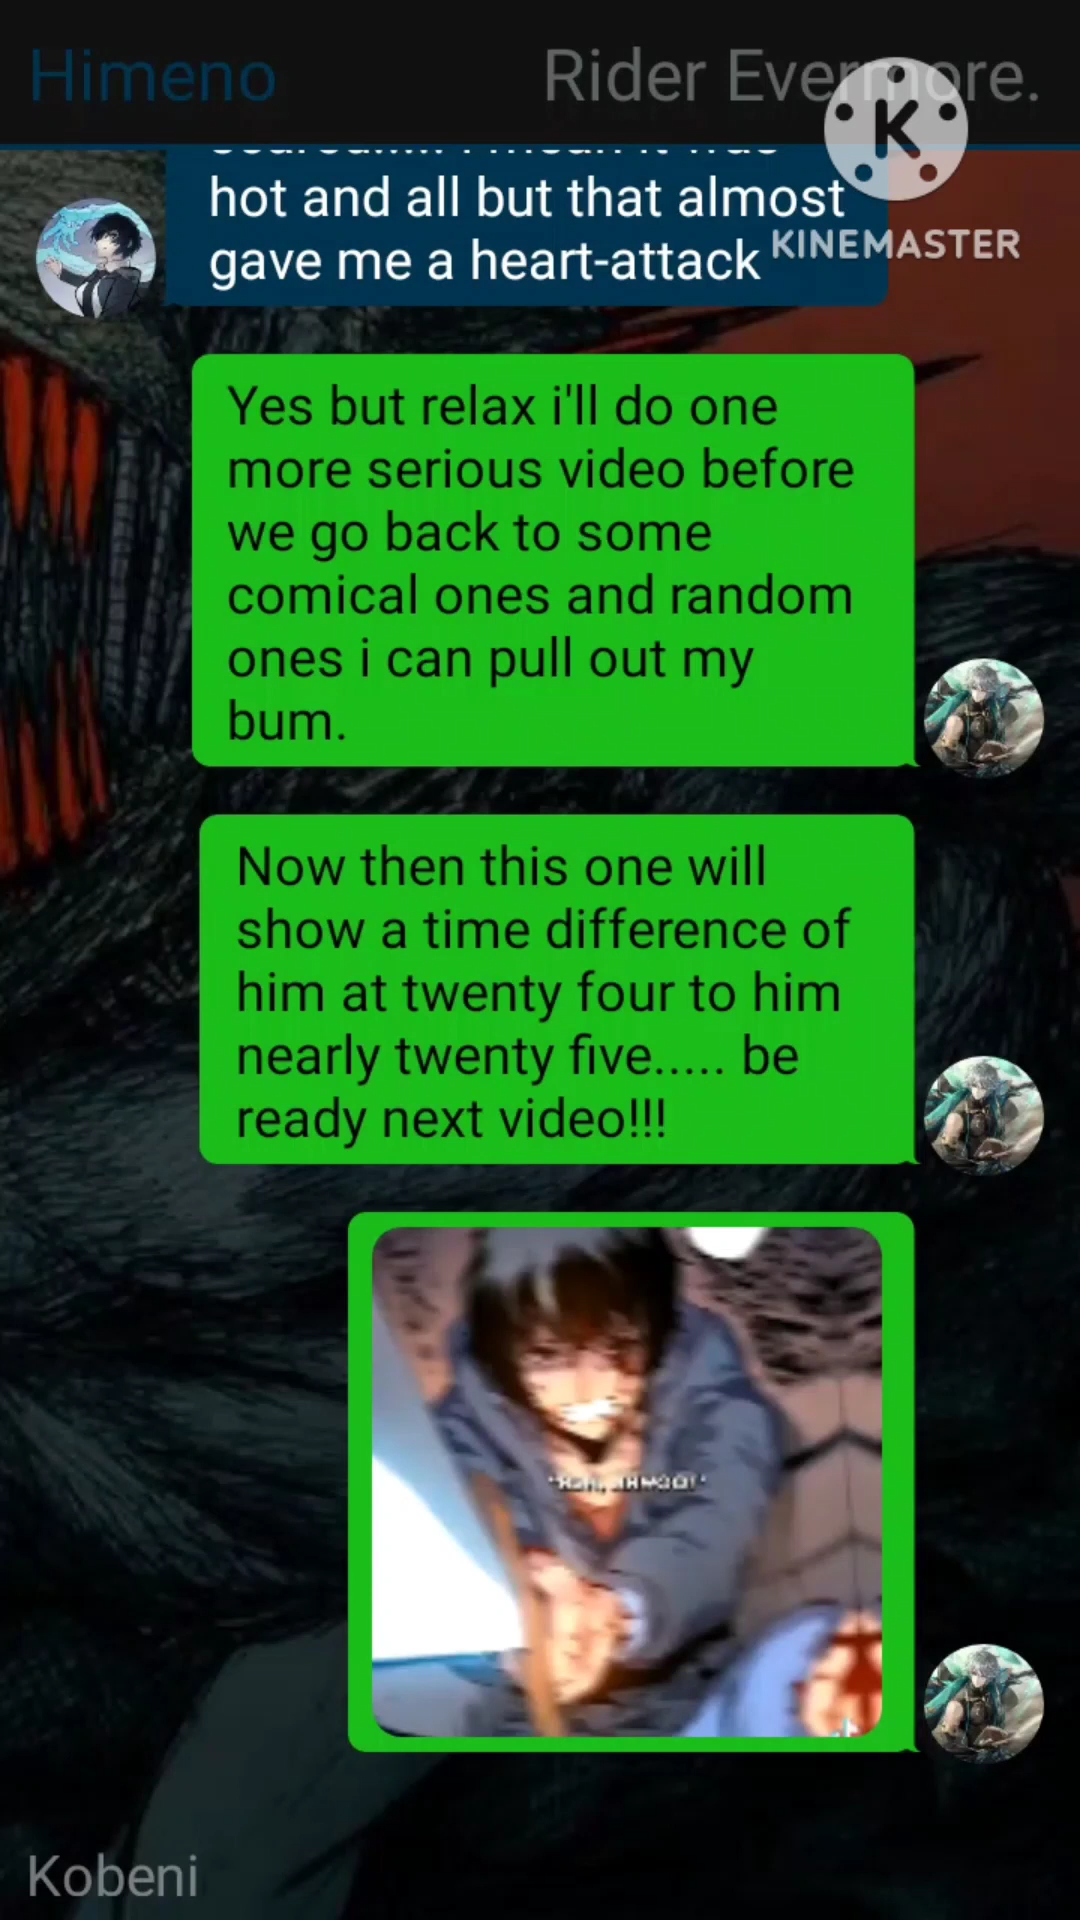 Himeno
Rider Evermore.
K
KINEMASTER
hot and all but that almost
gave me a heart-attack
Yes but relax i'll do one
more serious video before
we go back to some
comical ones and random
ones i can pull out my
bum.
Now then this one will
show a time difference of
him at twenty four to him
nearly twenty five..... be
ready next video!!!
Kobeni